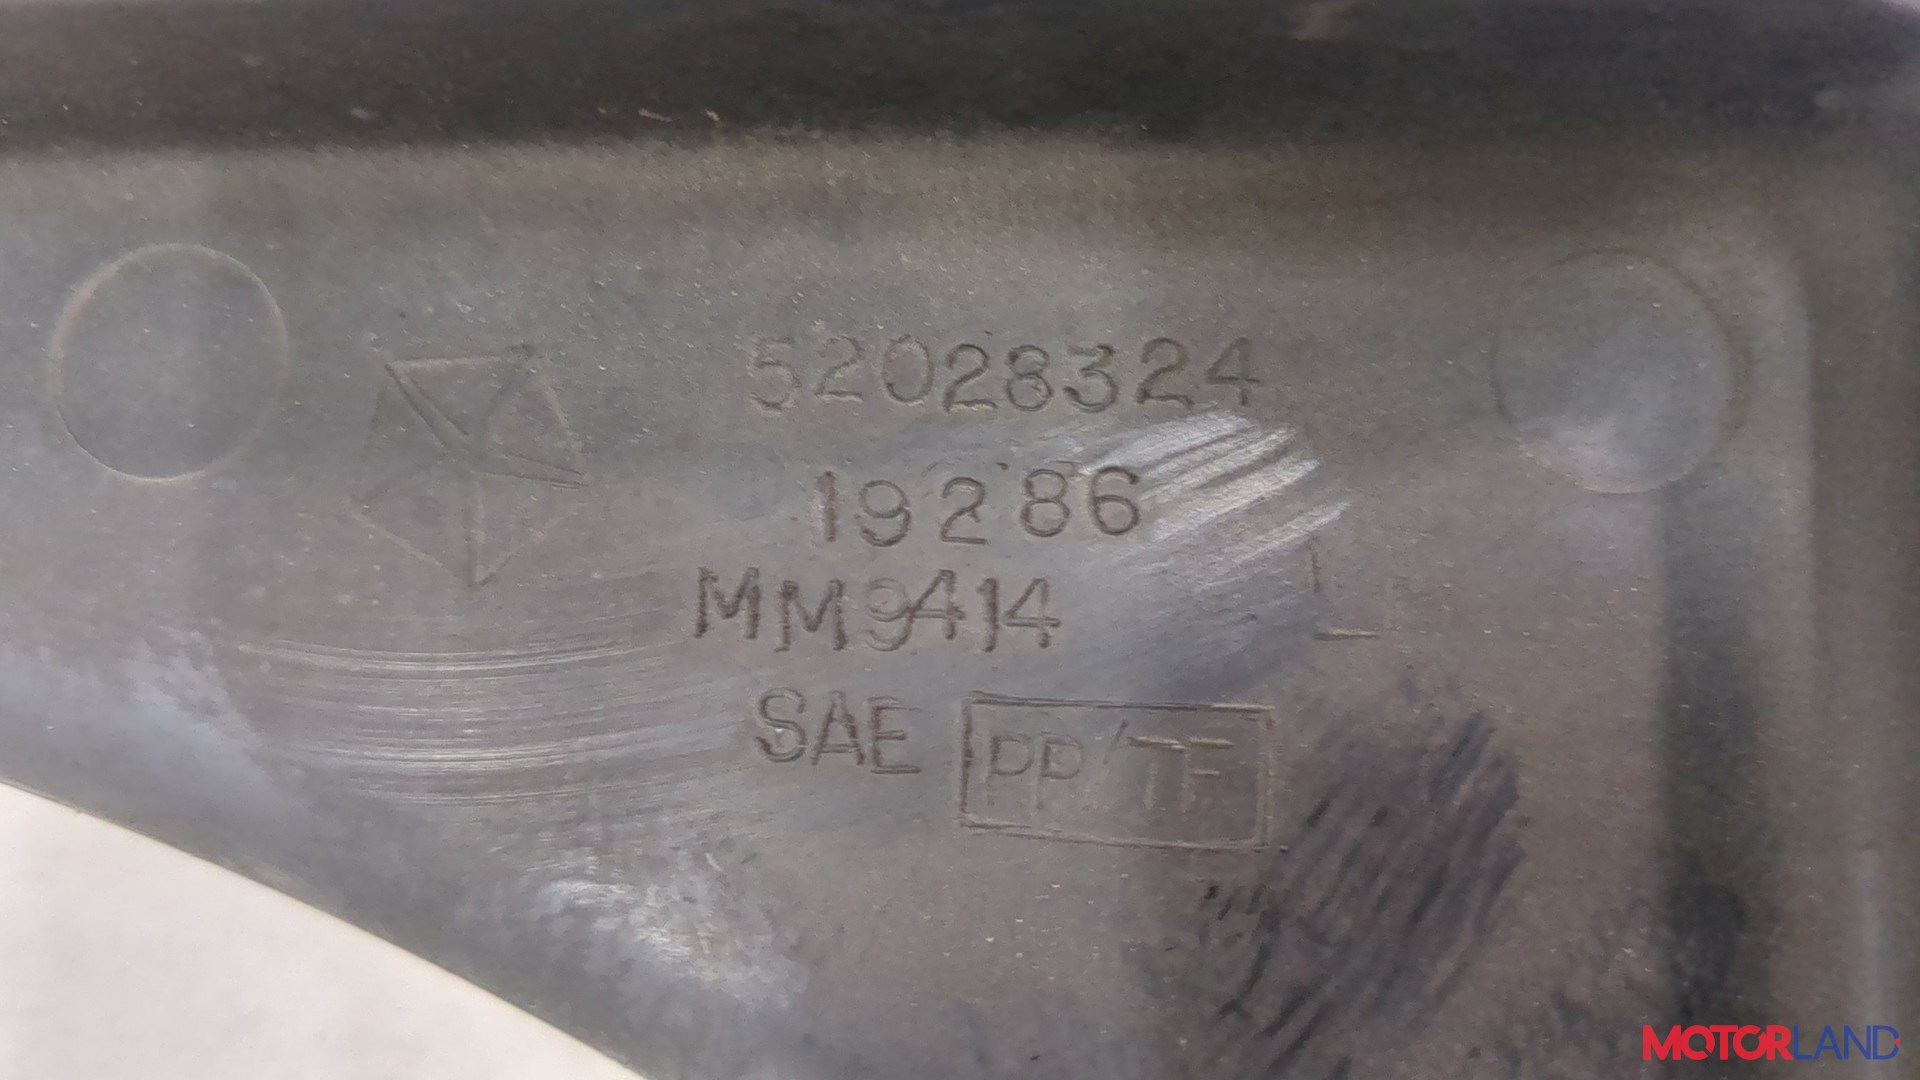 52028324
19286
MM9414
SAE PP/TF
MOTORLAND